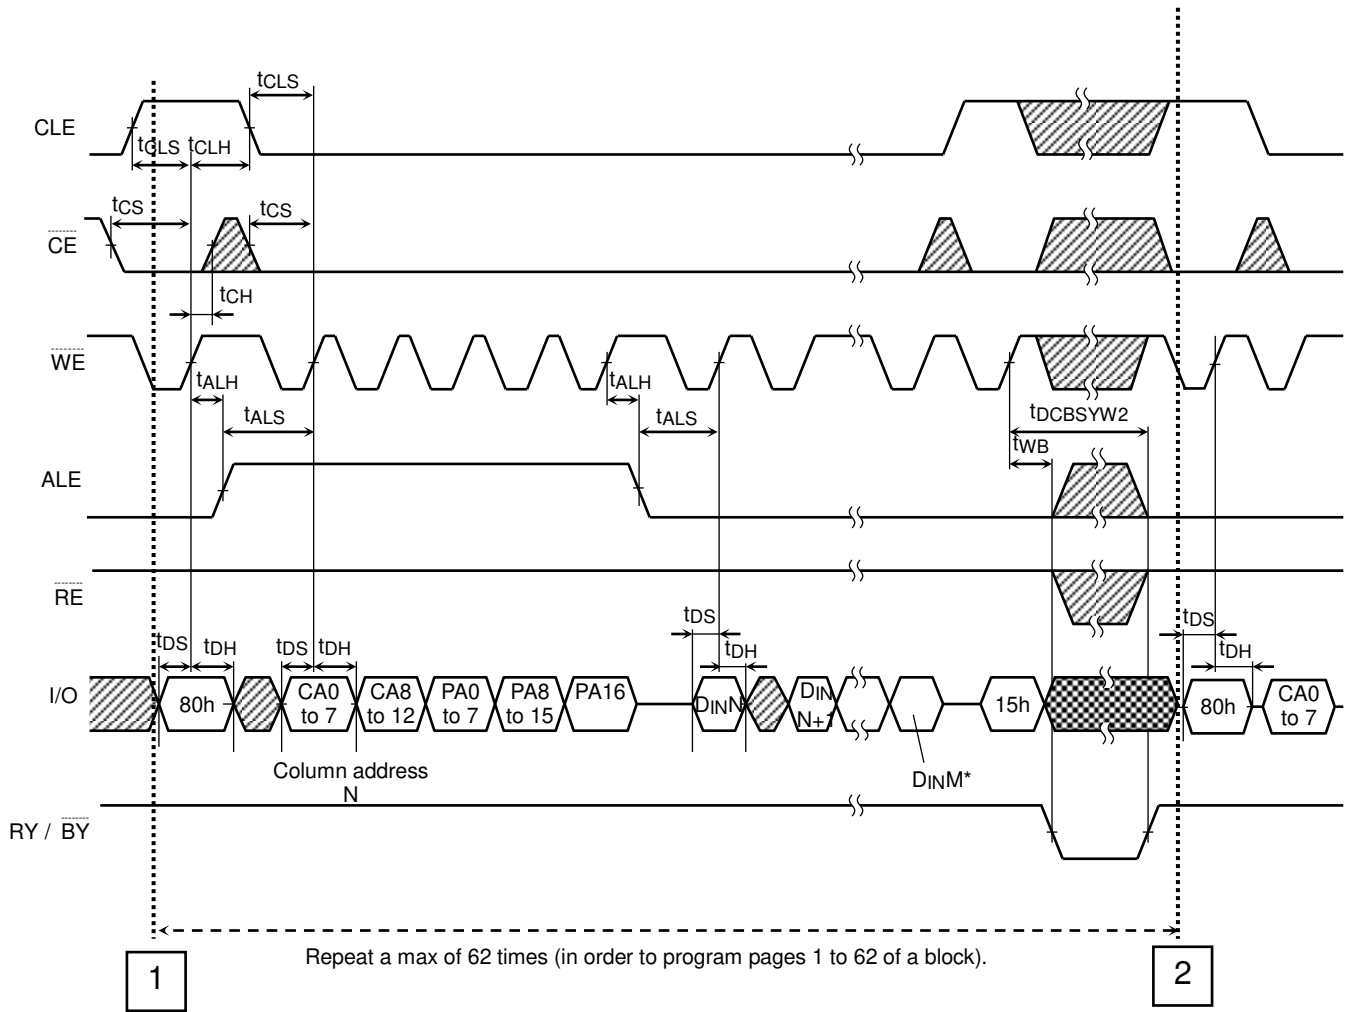 tCLS
CLE
tCLS tCLH
tCS tCS
CE
tCH
WE
tALH tALH
tALS tALS tDCBSYW2
tWB
ALE
RE
tDS tDH tDS tDH tDS tDH tDS tDH
I/O 80h CA0 to 7 CA8 to 12 PA0 to 7 PA8 to 15 PA16 DINN DIN N+1 15h 80h CA0 to 7
DINM*
Column address
N
RY / BY
1 2
Repeat a max of 62 times (in order to program pages 1 to 62 of a block).